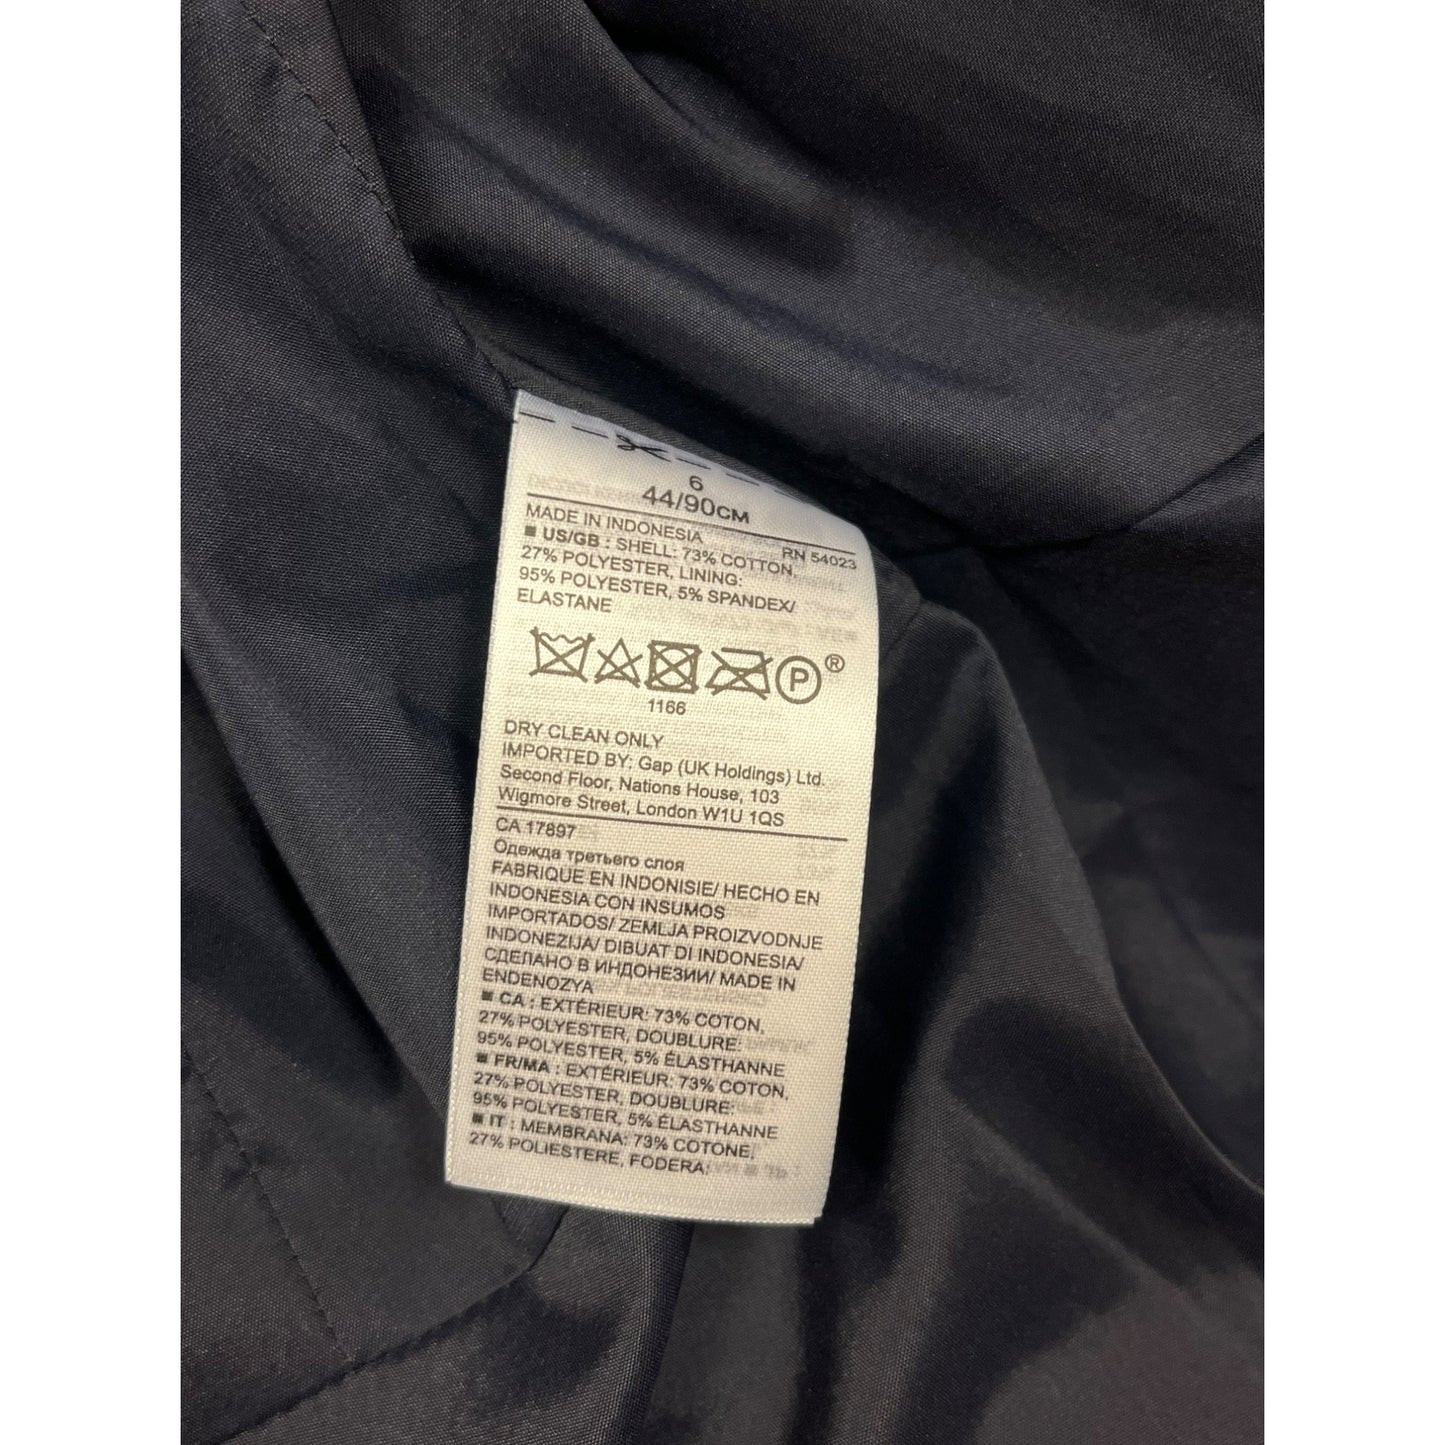 6
44/90см
MADE IN INDONESIA RN 54023
■ US/GB : SHELL: 73% COTTON,
27% POLYESTER, LINING:
95% POLYESTER, 5% SPANDEX/
ELASTANE
P ®
1166
DRY CLEAN ONLY
IMPORTED BY: Gap (UK Holdings) Ltd.
Second Floor, Nations House, 103
Wigmore Street, London W1U 1QS
CA 17897
Одежда третьего слоя
FABRIQUE EN INDONISIE/ HECHO EN
INDONESIA CON INSUMOS
IMPORTADOS/ ZEMLJA PROIZVODNJE
INDONEZIJA/ DIBUAT DI INDONESIA/
СДЕЛАНО В ИНДОНЕЗИИ/ MADE IN
ENDENOZYA
■ CA : EXTÉRIEUR: 73% COTON,
27% POLYESTER, DOUBLURE:
95% POLYESTER, 5% ÉLASTHANNE
■ FR/MA : EXTÉRIEUR: 73% COTON,
27% POLYESTER, DOUBLURE:
95% POLYESTER, 5% ÉLASTHANNE
■ IT : MEMBRANA: 73% COTONE,
27% POLIESTERE, FODERA: